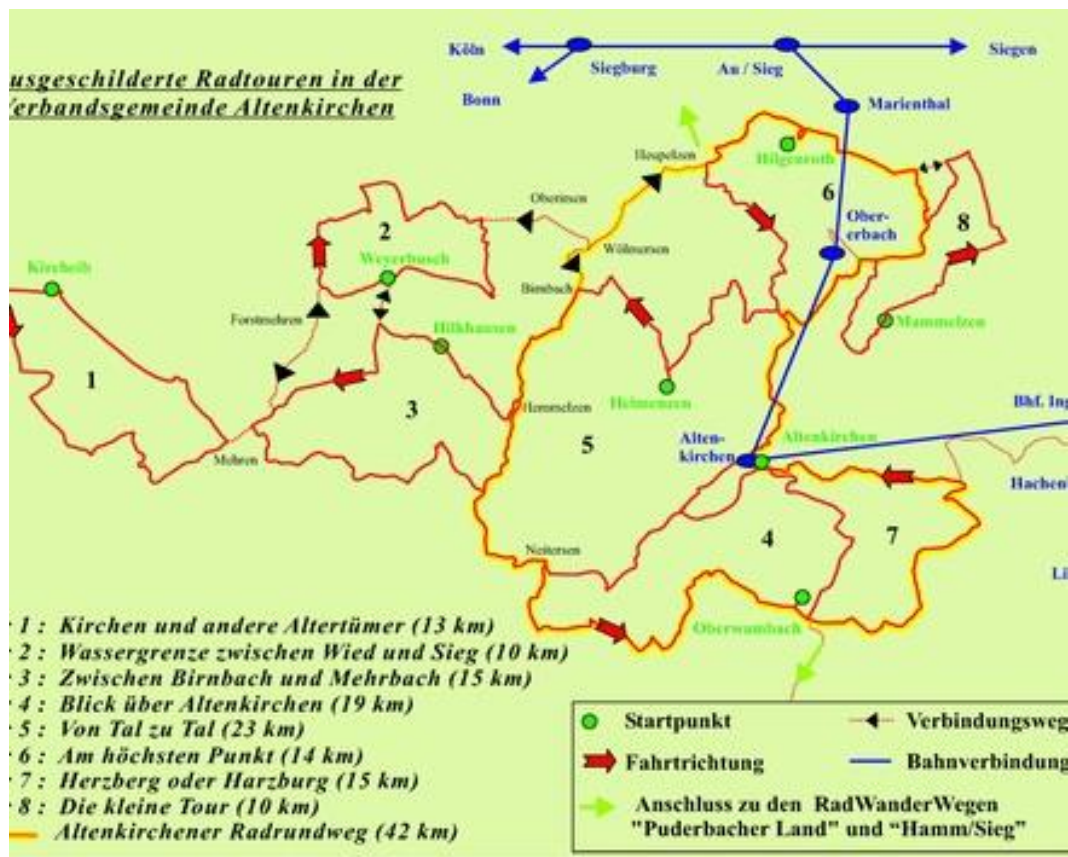 Köln
Siegburg
Au / Sieg
Siegen
Bonn
Marienthal
usgeschilderte Radtouren in der
Verbandsgemeinde Altenkirchen
Heupelzen
Hilgenroth
6
Ober-
erbach
8
Oberirsen
2
Wölmersen
Kircheib
Weyerbusch
Birnbach
Mammelzen
Forstmehren
Hilkhausen
1
3
Helmenzen
Hemmelzen
5
Bhf. Ing
Alten-
kirchen
Altenkirchen
Mehren
Hachenb
Neitersen
4
7
Li
Oberwambach
1 : Kirchen und andere Altertümer (13 km)
2 : Wassergrenze zwischen Wied und Sieg (10 km)
3 : Zwischen Birnbach und Mehrbach (15 km)
4 : Blick über Altenkirchen (19 km)
5 : Von Tal zu Tal (23 km)
6 : Am höchsten Punkt (14 km)
7 : Herzberg oder Harzburg (15 km)
8 : Die kleine Tour (10 km)
Altenkirchener Radrundweg (42 km)
Startpunkt
Verbindungsweg
Fahrtrichtung
Bahnverbindung
Anschluss zu den RadWanderWegen
"Puderbacher Land" und “Hamm/Sieg”